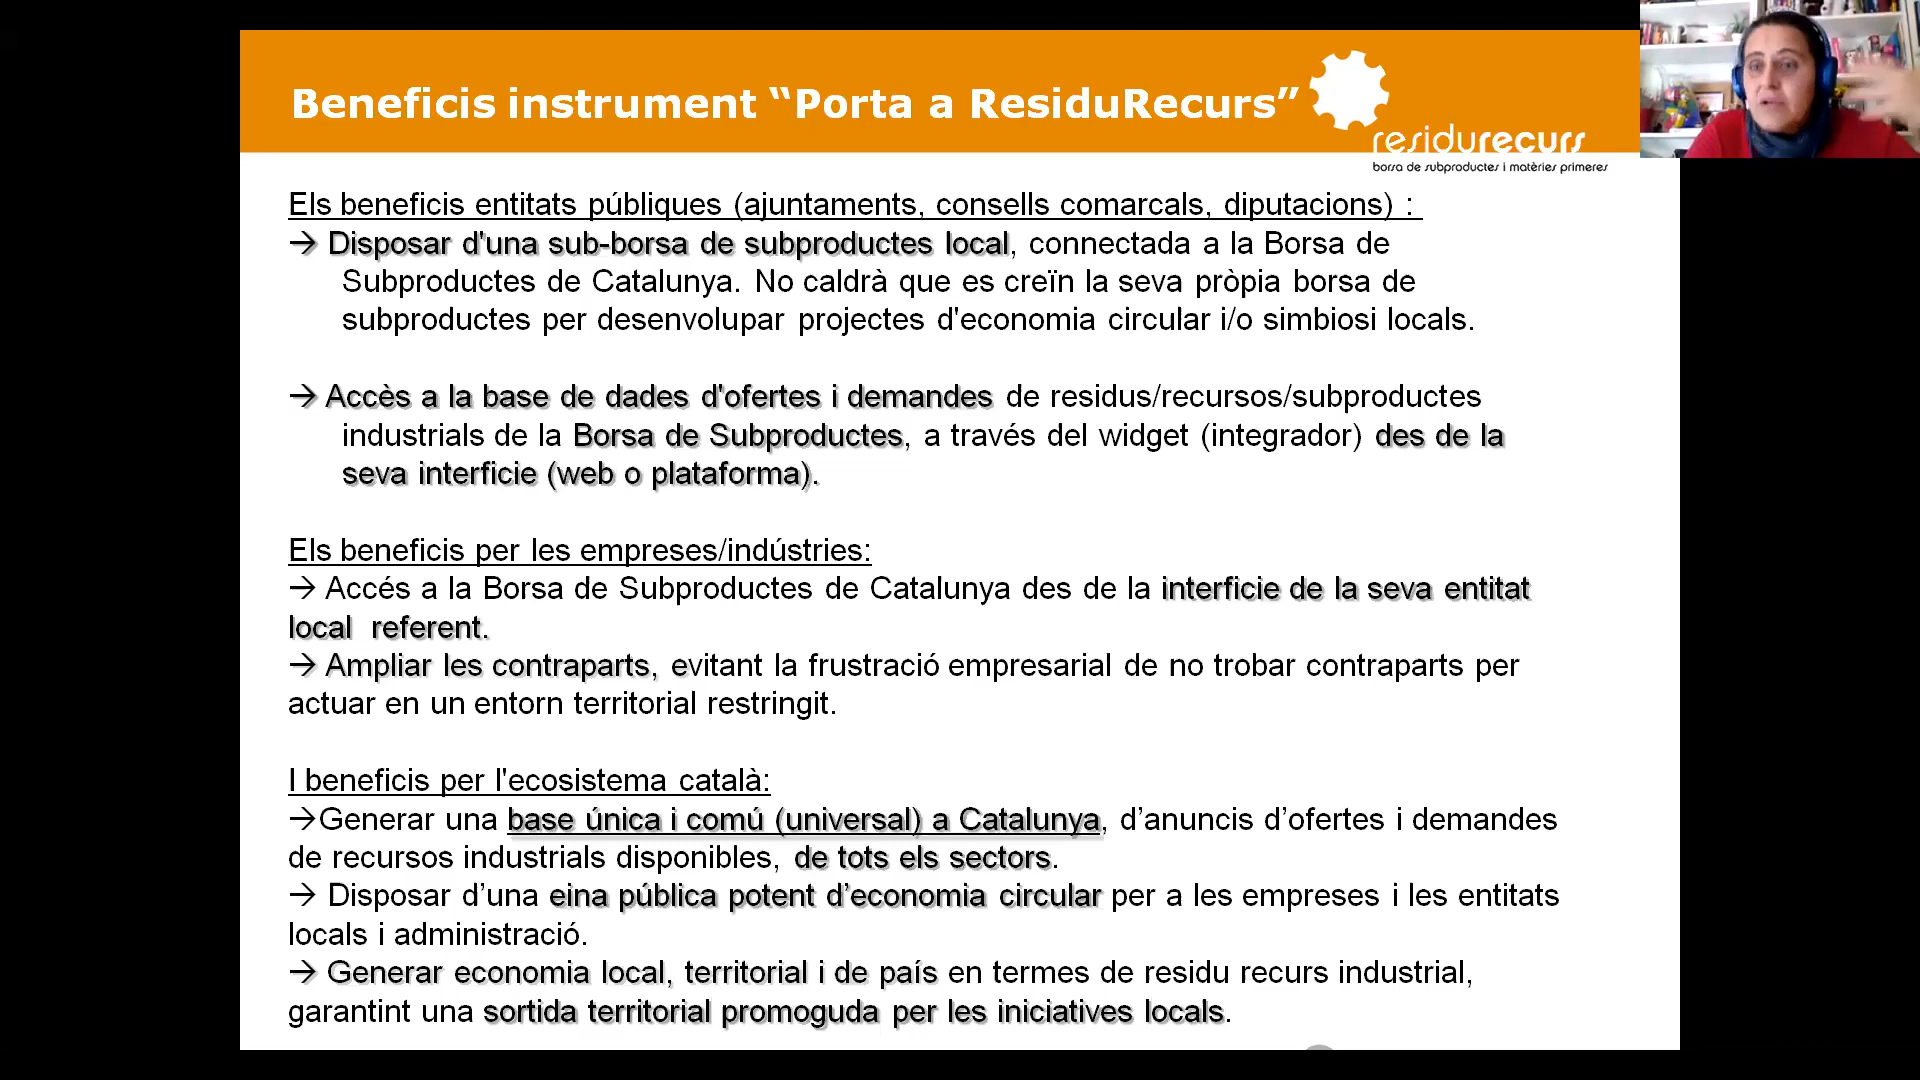 Beneficis instrument “Porta a ResiduRecurs”
residurecurs
borsa de subproductes i matèries primeres
Els beneficis entitats públiques (ajuntaments, consells comarcals, diputacions) :
→ Disposar d'una sub-borsa de subproductes local, connectada a la Borsa de
Subproductes de Catalunya. No caldrà que es creïn la seva pròpia borsa de
subproductes per desenvolupar projectes d'economia circular i/o simbiosi locals.
→ Accès a la base de dades d'ofertes i demandes de residus/recursos/subproductes
industrials de la Borsa de Subproductes, a través del widget (integrador) des de la
seva interficie (web o plataforma).
Els beneficis per les empreses/indústries:
→ Accés a la Borsa de Subproductes de Catalunya des de la interficie de la seva entitat
local referent.
→ Ampliar les contraparts, evitant la frustració empresarial de no trobar contraparts per
actuar en un entorn territorial restringit.
I beneficis per l'ecosistema català:
→Generar una base única i comú (universal) a Catalunya, d’anuncis d’ofertes i demandes
de recursos industrials disponibles, de tots els sectors.
→ Disposar d’una eina pública potent d’economia circular per a les empreses i les entitats
locals i administració.
→ Generar economia local, territorial i de país en termes de residu recurs industrial,
garantint una sortida territorial promoguda per les iniciatives locals.